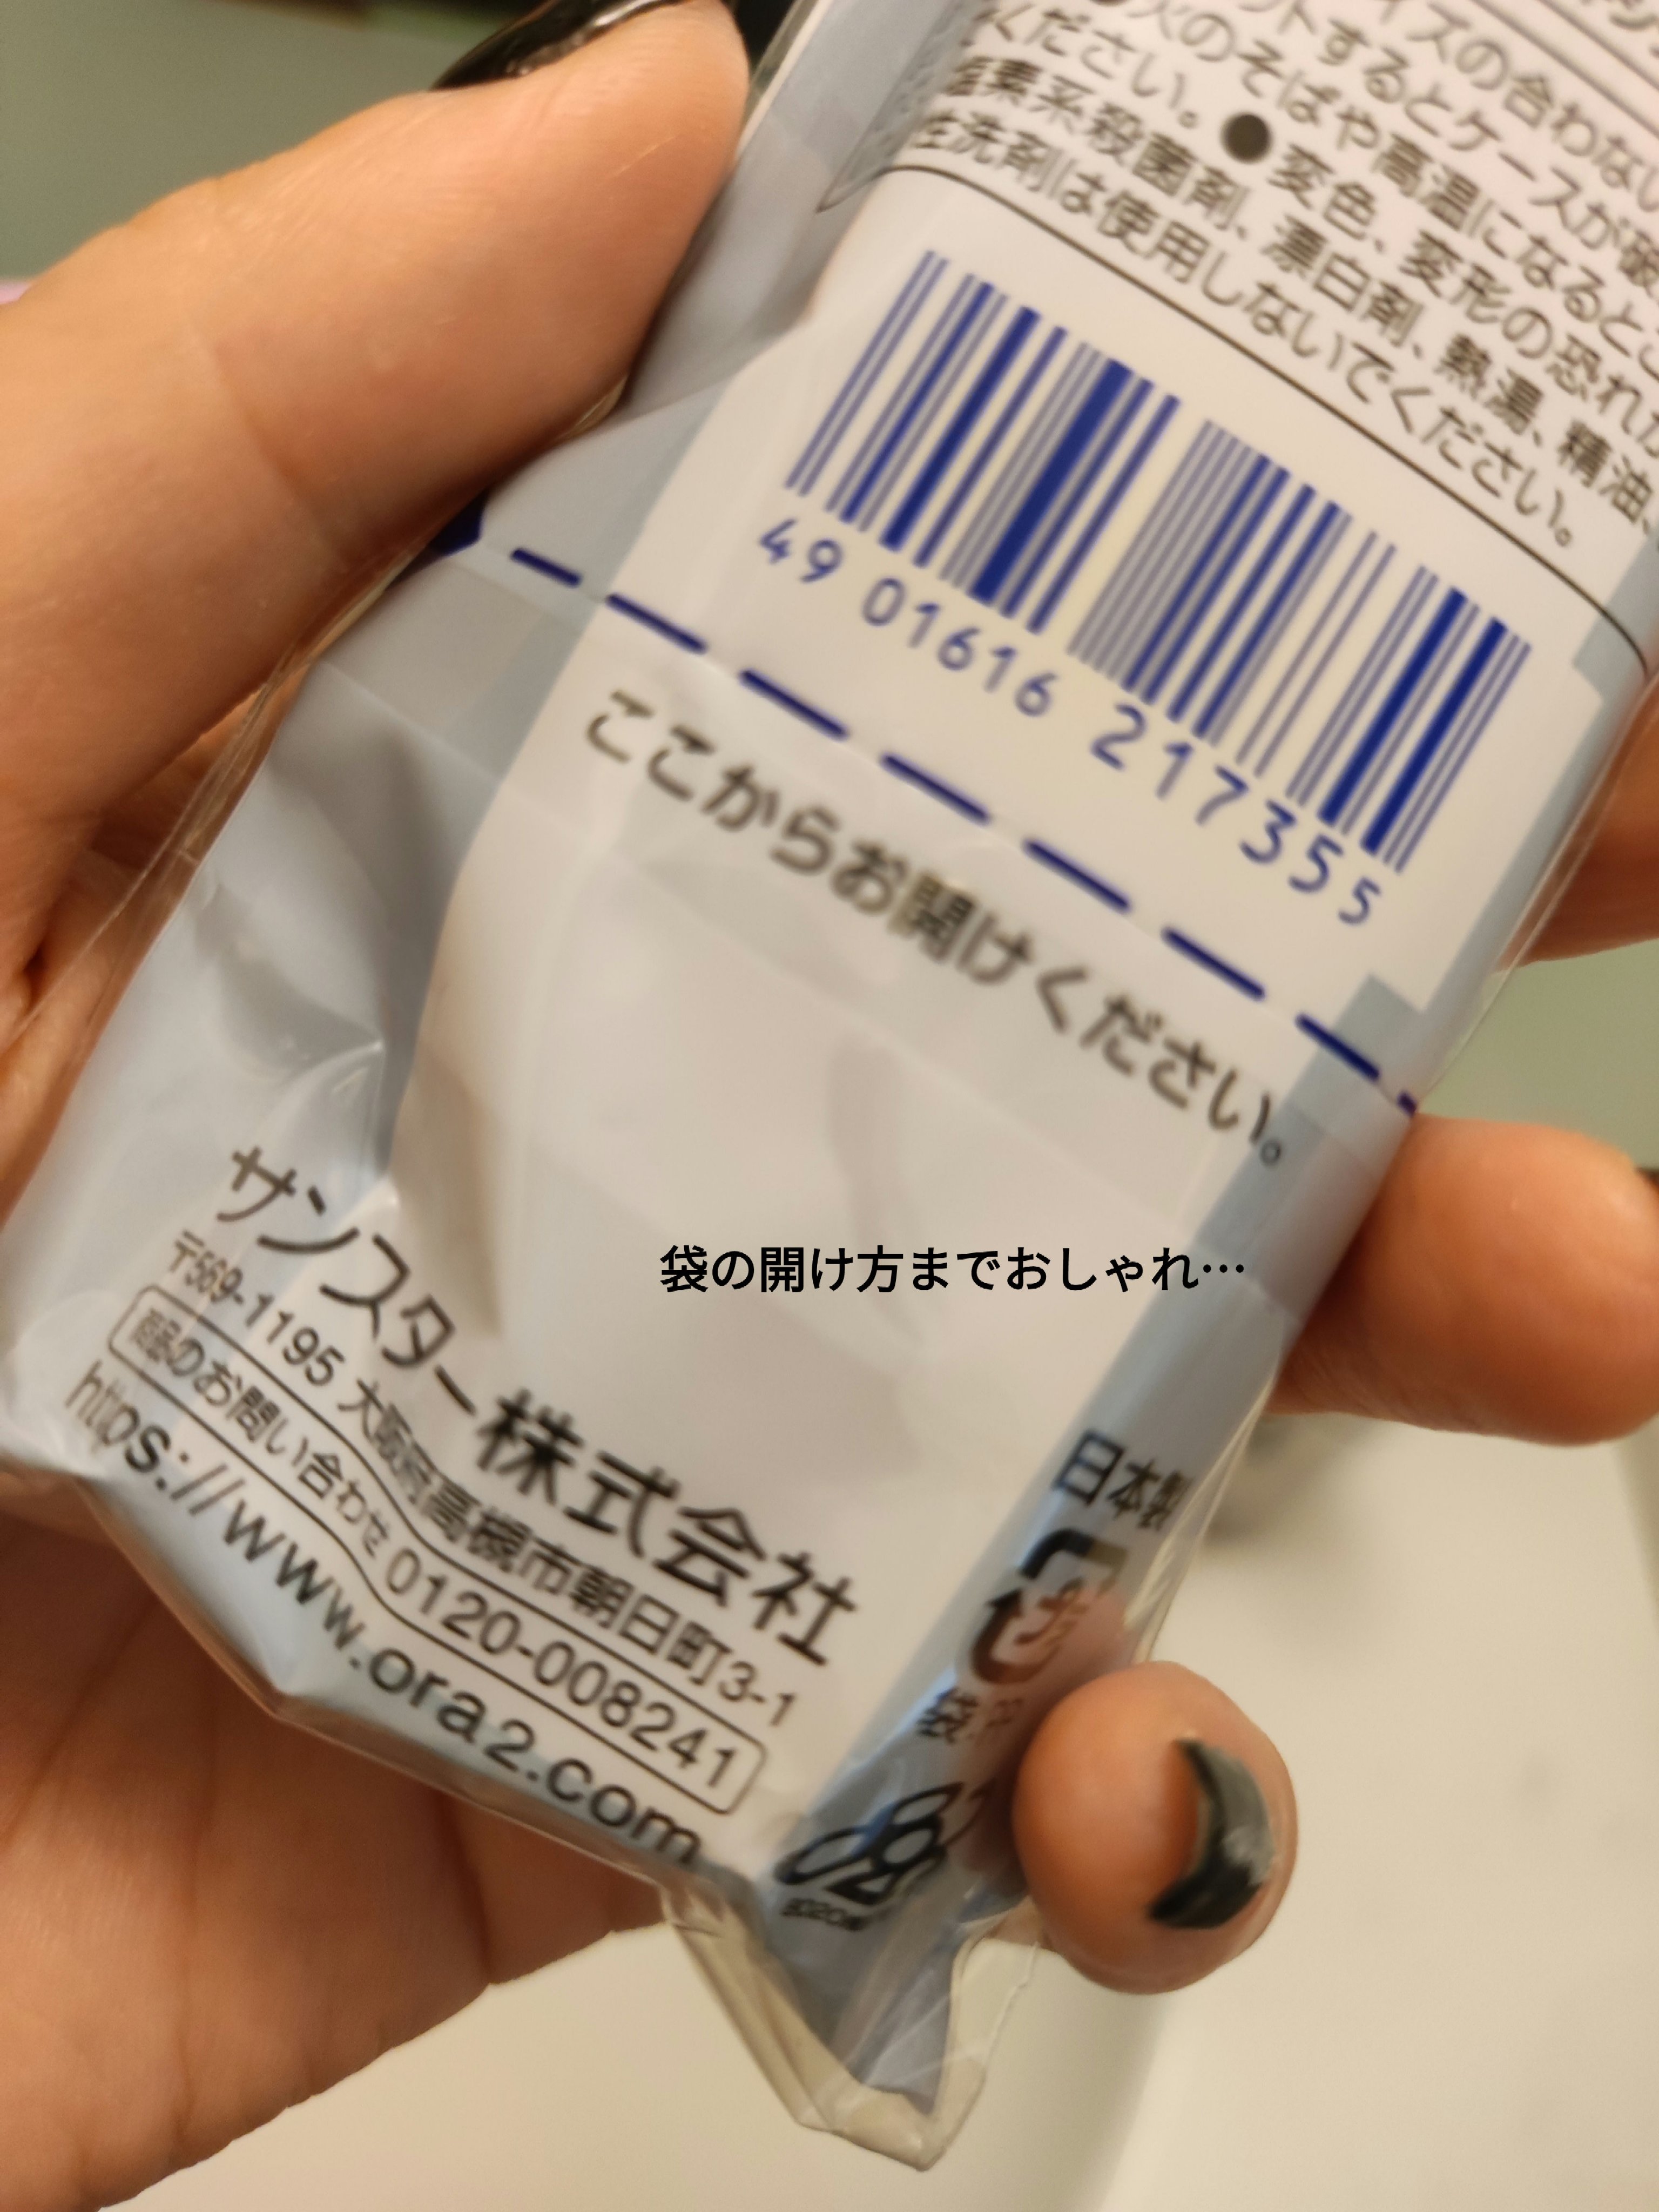 イズの合わない
ットするとケースが破
火のそばや高温になると
ください。●変色、変形の恐れ
塩素系殺菌剤、漂白剤、熱湯、精油、
性洗剤は使用しないでください。
49 01616 217355
ここからお開けください。
袋の開け方までおしゃれ…
サンスター株式会社
〒569-1195 大阪府高槻市朝日町3-1
商品のお問い合わせ 0120-008241
https://www.ora2.com
日本製
袋